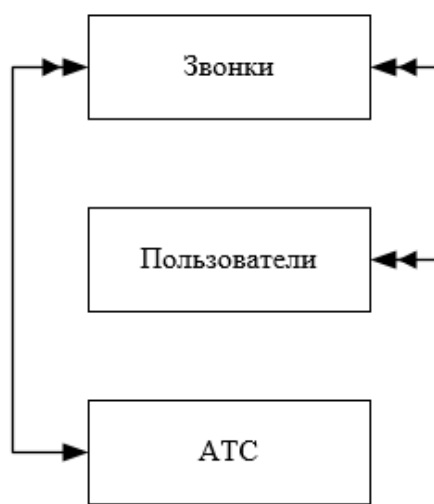 Звонки
Пользователи
АТС